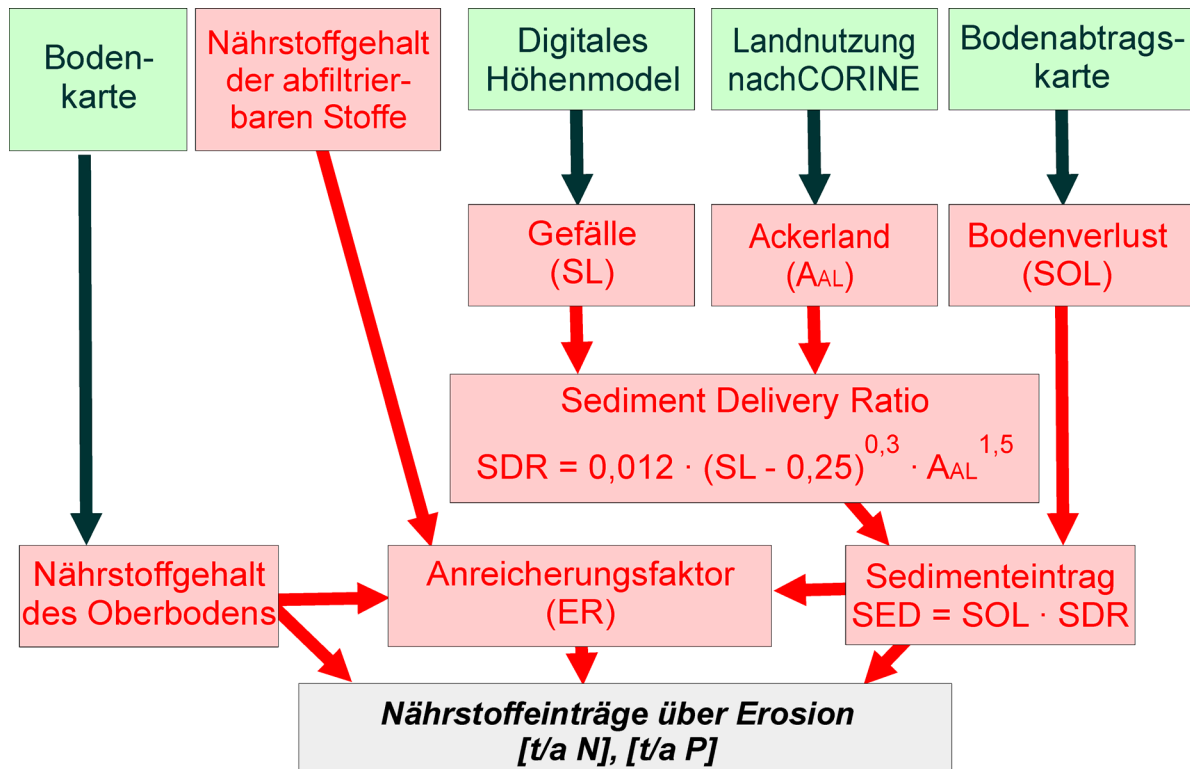 Boden-
karte
Nährstoffgehalt
der abfiltrier-
baren Stoffe
Digitales
Höhenmodel
Landnutzung
nachCORINE
Bodenabtrags-
karte
Gefälle
(SL)
Ackerland
(AAL)
Bodenverlust
(SOL)
Sediment Delivery Ratio
SDR = 0,012 · (SL - 0,25)^0,3 · AAL^1,5
Nährstoffgehalt
des Oberbodens
Anreicherungsfaktor
(ER)
Sedimenteintrag
SED = SOL · SDR
Nährstoffeinträge über Erosion
[t/a N], [t/a P]